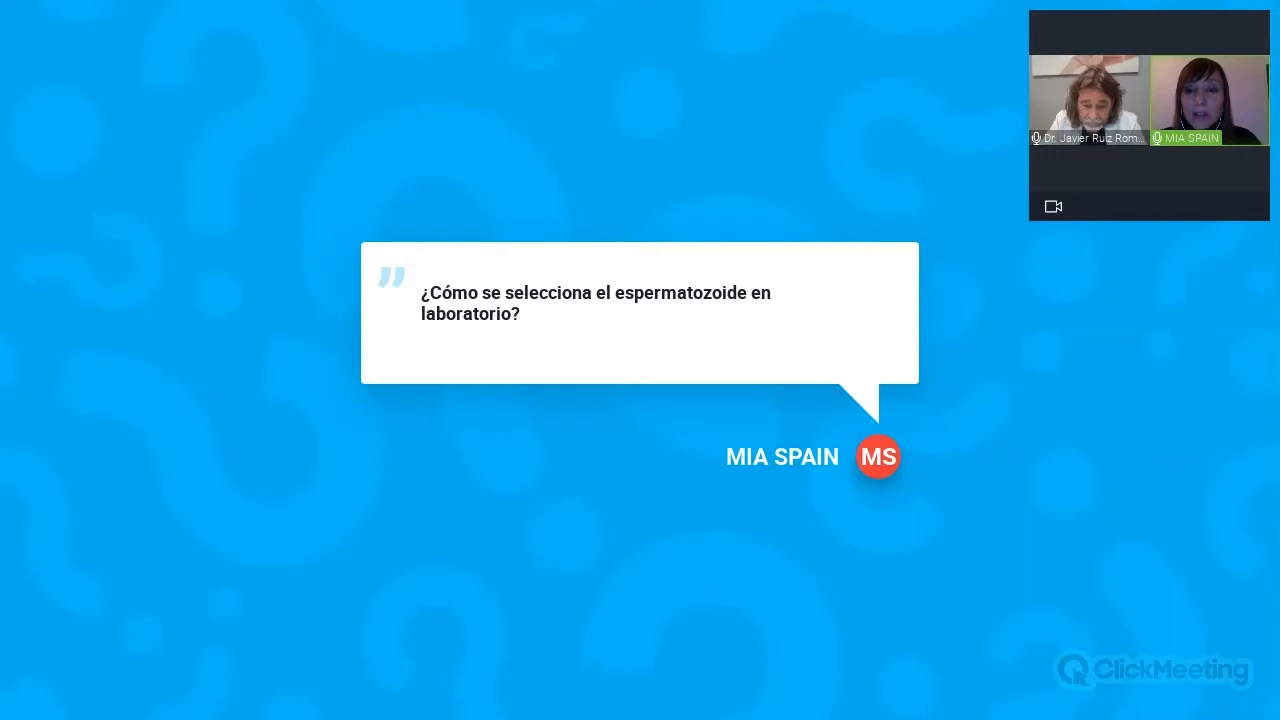 Dr. Javier Ruiz Rom...
MIA SPAIN
”
¿Cómo se selecciona el espermatozoide en
laboratorio?
MIA SPAIN
MS
ClickMeeting